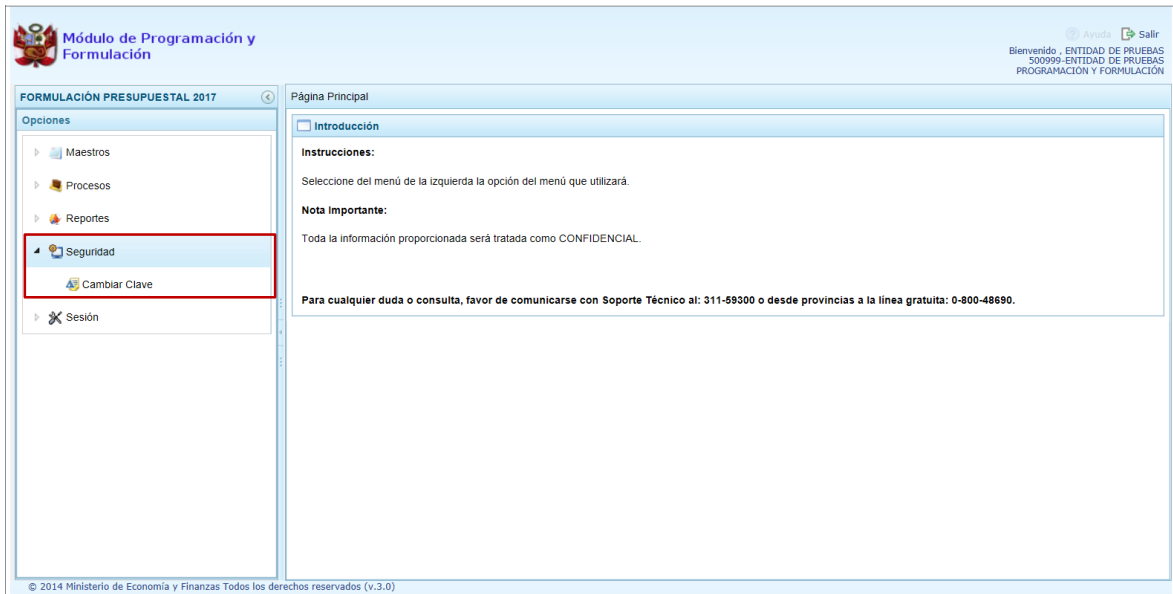 Módulo de Programación y
Formulación
Ayuda Salir
Bienvenido , ENTIDAD DE PRUEBAS
500999-ENTIDAD DE PRUEBAS
PROGRAMACIÓN Y FORMULACIÓN
FORMULACIÓN PRESUPUESTAL 2017
Opciones
Maestros
Procesos
Reportes
Seguridad
Cambiar Clave
Sesión
Página Principal
Introducción
Instrucciones:
Seleccione del menú de la izquierda la opción del menú que utilizará.
Nota Importante:
Toda la información proporcionada será tratada como CONFIDENCIAL.
Para cualquier duda o consulta, favor de comunicarse con Soporte Técnico al: 311-59300 o desde provincias a la línea gratuita: 0-800-48690.
© 2014 Ministerio de Economía y Finanzas Todos los derechos reservados (v.3.0)